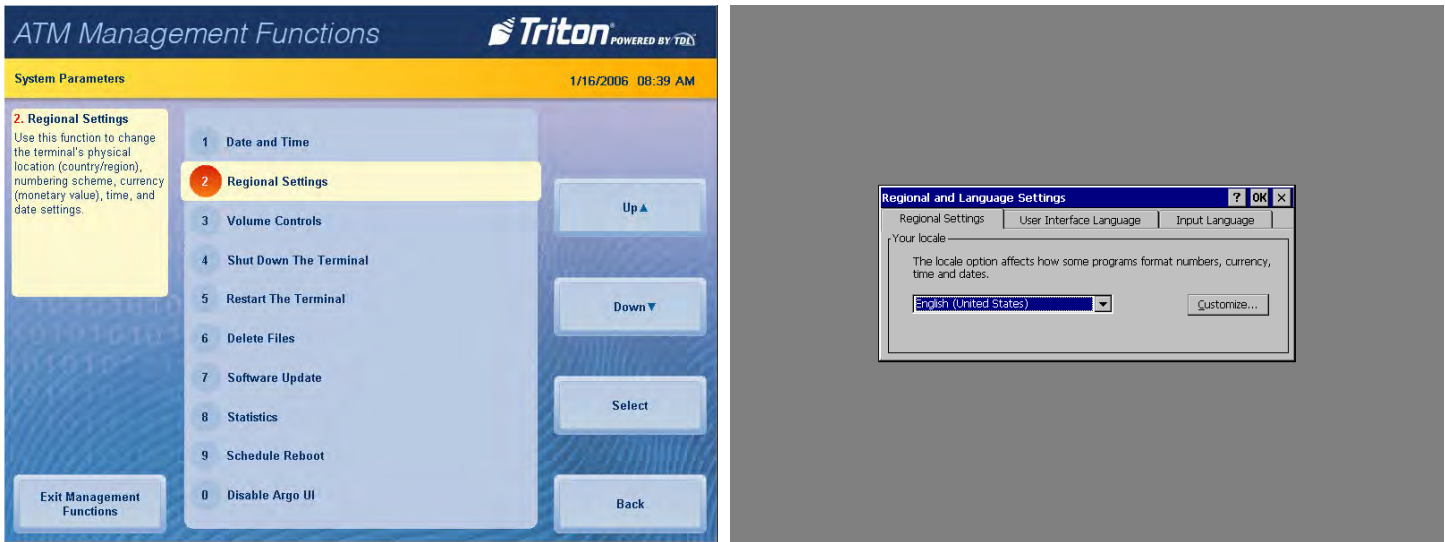 ATM Management Functions
Triton POWERED BY TDL
System Parameters
1/16/2006 08:39 AM
2. Regional Settings
Use this function to change
the terminal's physical
location (country/region),
numbering scheme, currency
(monetary value), time, and
date settings.
1 Date and Time
2 Regional Settings
3 Volume Controls
4 Shut Down The Terminal
5 Restart The Terminal
6 Delete Files
7 Software Update
8 Statistics
9 Schedule Reboot
0 Disable Argo UI
Up
Down
Select
Back
Exit Management
Functions
Regional and Language Settings ? OK ×
Regional Settings User Interface Language Input Language
Your locale
The locale option affects how some programs format numbers, currency,
time and dates.
English (United States)
Customize...